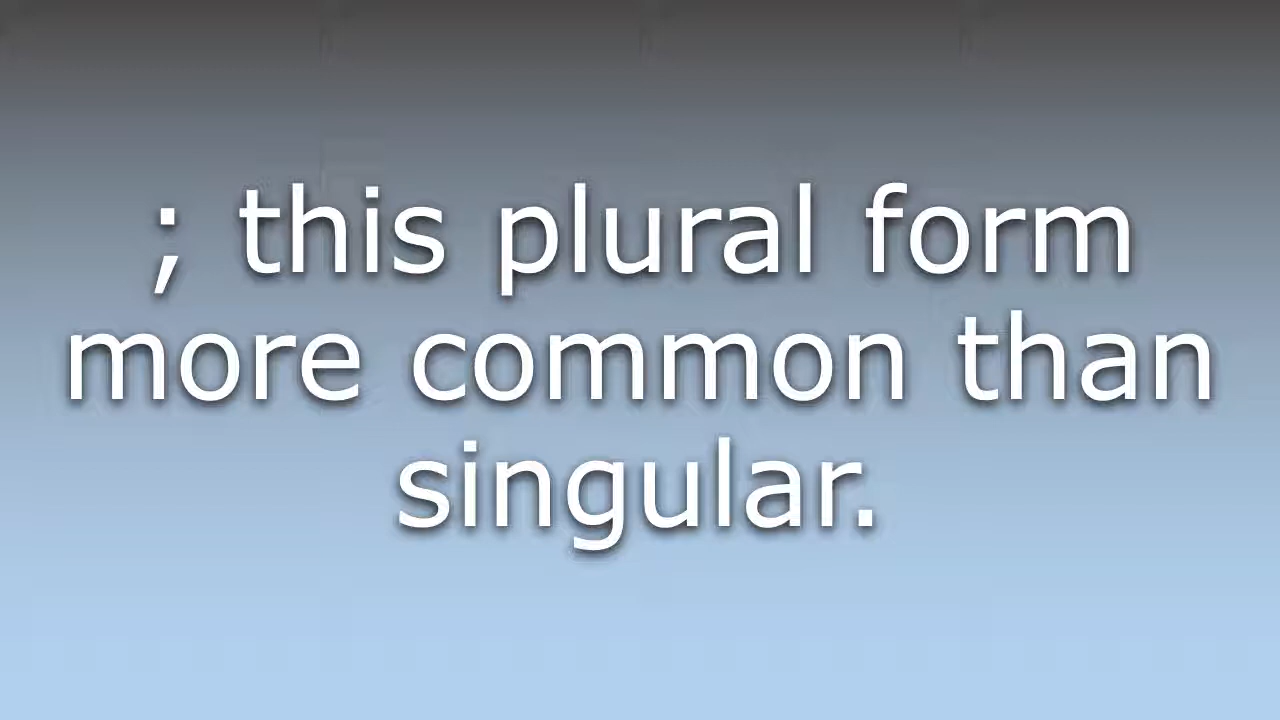 ; this plural form
more common than
singular.